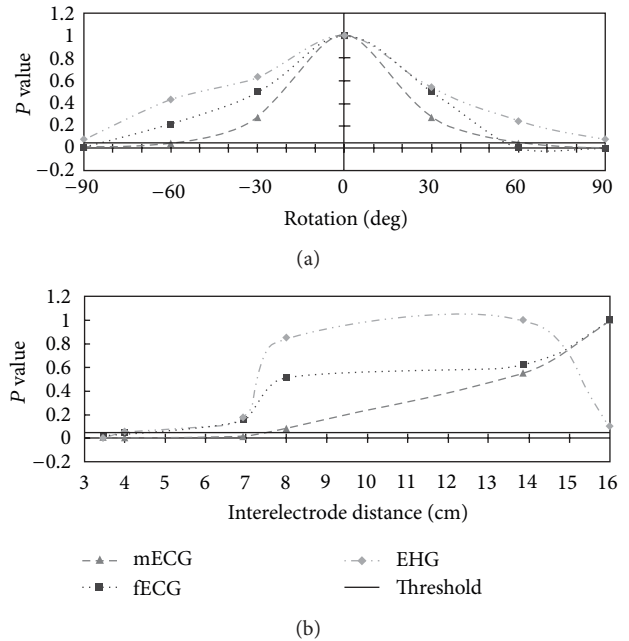 1.2
1
0.8
0.6
0.4
0.2
0
−0.2
P value
−90 −60 −30 0 30 60 90
Rotation (deg)
(a)
1.2
1
0.8
0.6
0.4
0.2
0
−0.2
P value
3 4 5 6 7 8 9 10 11 12 13 14 15 16
Interelectrode distance (cm)
mECG
fECG
EHG
Threshold
(b)